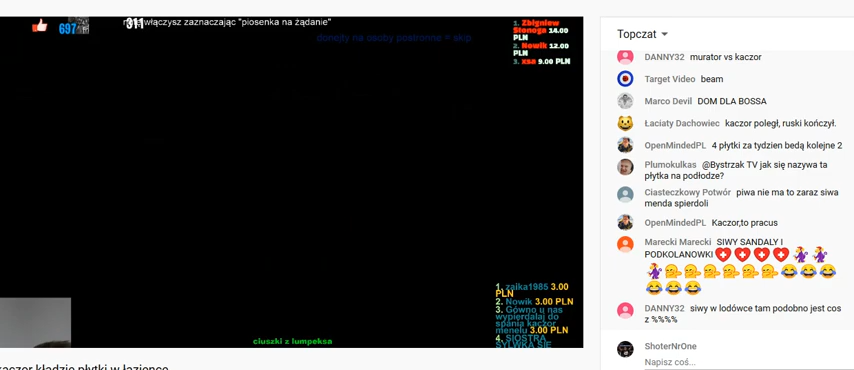 włączysz zaznaczając "piosenka na żądanie"
697
311
donejty na osoby postronne = skip
1. Zbigniew
Stonoga 14.00
PLN
2. Nowik 12.00
PLN
3. xsa 9.00 PLN
1. zaika1985 3.00
PLN
2. Nowik 3.00 PLN
3. Gówno u nas
wypierdalaj do
spania kaczor
menelu 3.00 PLN
4. SIOSTRA
SYLWKA SIE
ciuszki z lumpeksa
kaczor kładzie płytki w łazience
Topczat
DANNY32 murator vs kaczor
Target Video beam
Marco Devil DOM DLA BOSSA
Łaciaty Dachowiec kaczor poległ, ruski kończył.
OpenMindedPL 4 płytki za tydzien bedą kolejne 2
Plumokulkas @Bystrzak TV jak się nazywa ta
płytka na podłodze?
Ciasteczkowy Potwór piwa nie ma to zaraz siwa
menda spierdoli
OpenMindedPL Kaczor,to pracus
Marecki Marecki SIWY SANDALY I
PODKOLANOWKI
DANNY32 siwy w lodówce tam podobno jest cos
z %%%%
ShoterNrOne
Napisz coś...